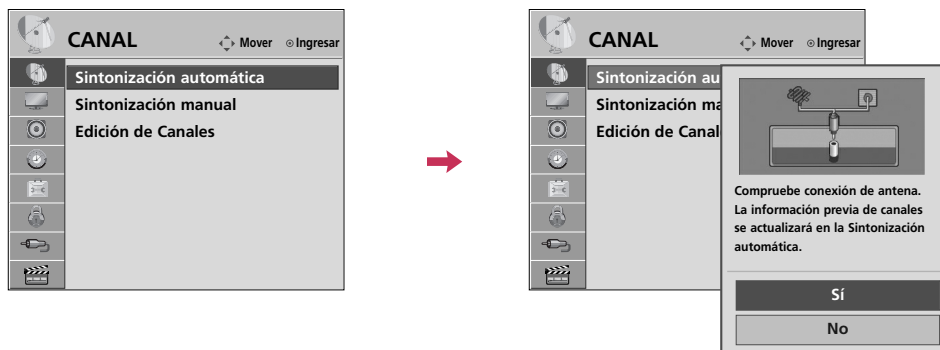 CANAL
Mover
Ingresar
Sintonización automática
Sintonización manual
Edición de Canales
CANAL
Mover
Ingresar
Sintonización au
Sintonización ma
Edición de Canal
Compruebe conexión de antena.
La información previa de canales
se actualizará en la Sintonización
automática.
Sí
No